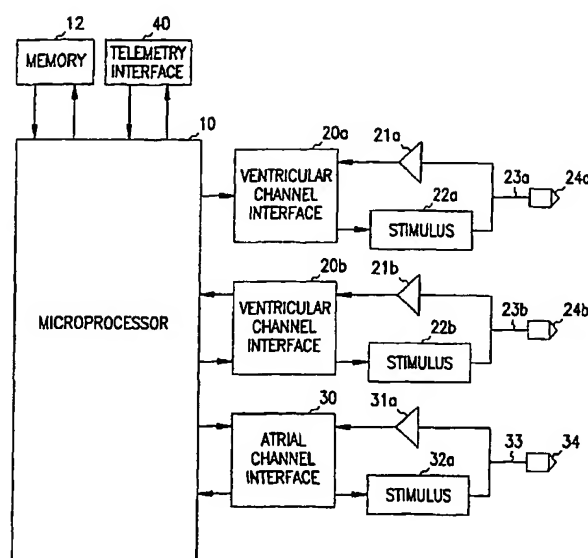 12
40
MEMORY
TELEMETRY
INTERFACE
10
20a
21a
VENTRICULAR
CHANNEL
INTERFACE
23a
24a
22a
STIMULUS
20b
21b
MICROPROCESSOR
VENTRICULAR
CHANNEL
INTERFACE
23b
24b
22b
STIMULUS
30
31a
ATRIAL
CHANNEL
INTERFACE
33
34
32a
STIMULUS